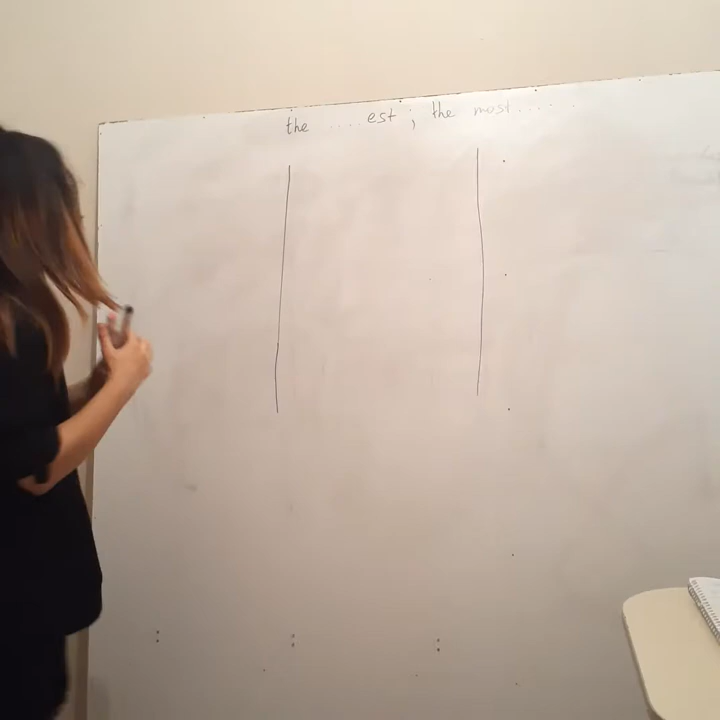 the .... est ; the most .....